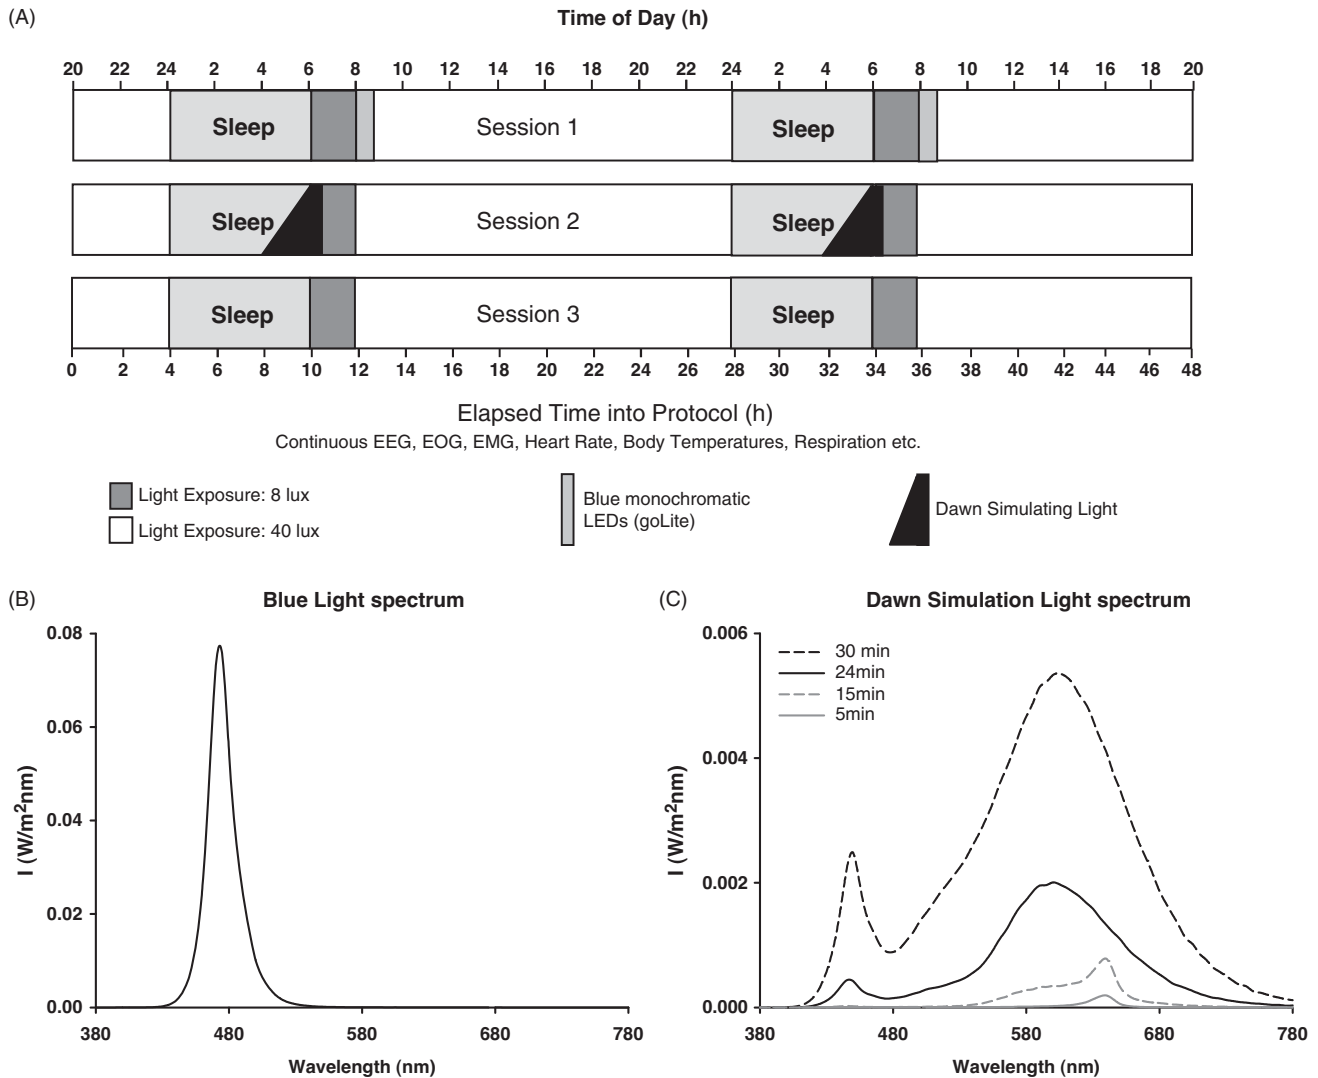 (A)
Time of Day (h)
20 22 24 2 4 6 8 10 12 14 16 18 20 22 24 2 4 6 8 10 12 14 16 18 20
Sleep Session 1 Sleep
Sleep Session 2 Sleep
Sleep Session 3 Sleep
0 2 4 6 8 10 12 14 16 18 20 22 24 26 28 30 32 34 36 38 40 42 44 46 48
Elapsed Time into Protocol (h)
Continuous EEG, EOG, EMG, Heart Rate, Body Temperatures, Respiration etc.
Light Exposure: 8 lux
Light Exposure: 40 lux
Blue monochromatic
LEDs (goLite)
Dawn Simulating Light
(B)
Blue Light spectrum
0.08
0.06
0.04
0.02
0.00
I (W/m²nm)
380 480 580 680 780
Wavelength (nm)
(C)
Dawn Simulation Light spectrum
30 min
24min
15min
5min
0.006
0.004
0.002
0.000
I (W/m²nm)
380 480 580 680 780
Wavelength (nm)